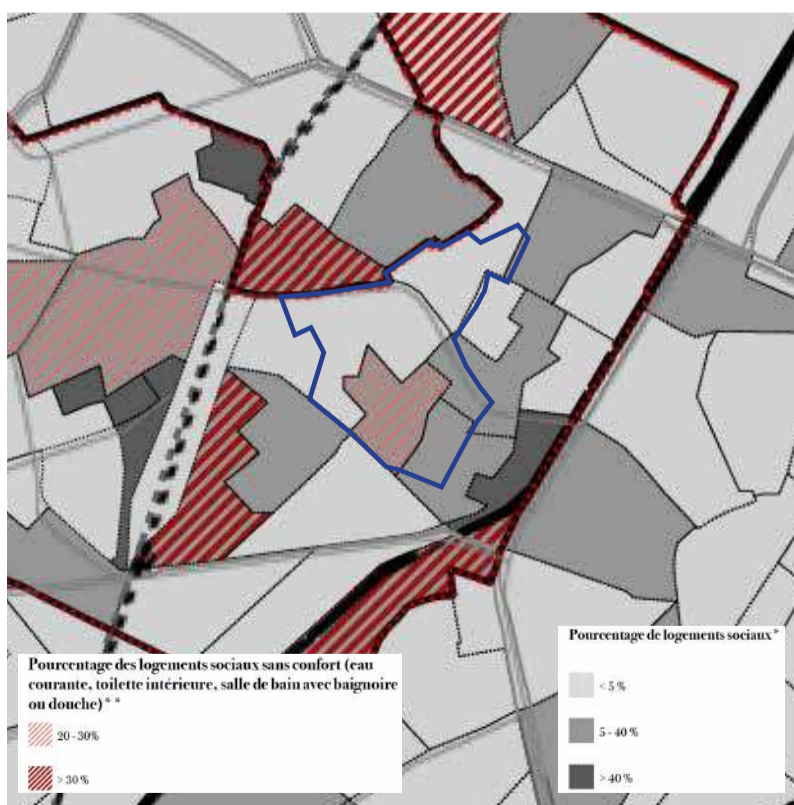 Pourcentage des logements sociaux sans confort (eau
courante, toilette intérieure, salle de bain avec baignoire
ou douche)**
20-30%
> 30 %
Pourcentage de logements sociaux*
< 5 %
5 - 40 %
> 40 %